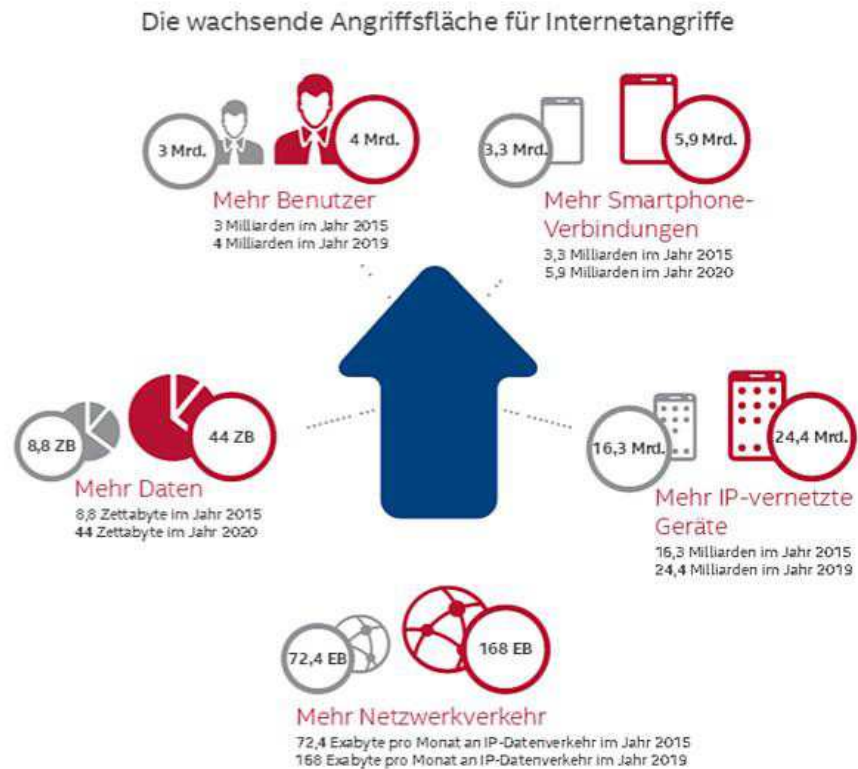 Die wachsende Angriffsfläche für Internetangriffe
3 Mrd.
4 Mrd.
Mehr Benutzer
3 Milliarden im Jahr 2015
4 Milliarden im Jahr 2019
3,3 Mrd.
5,9 Mrd.
Mehr Smartphone-
Verbindungen
3,3 Milliarden im Jahr 2015
5,9 Milliarden im Jahr 2020
8,8 ZB
44 ZB
Mehr Daten
8,8 Zettabyte im Jahr 2015
44 Zettabyte im Jahr 2020
16,3 Mrd.
24,4 Mrd.
Mehr IP-vernetzte
Geräte
16,3 Milliarden im Jahr 2015
24,4 Milliarden im Jahr 2019
72,4 EB
168 EB
Mehr Netzwerkverkehr
72,4 Exabyte pro Monat an IP-Datenverkehr im Jahr 2015
168 Exabyte pro Monat an IP-Datenverkehr im Jahr 2019